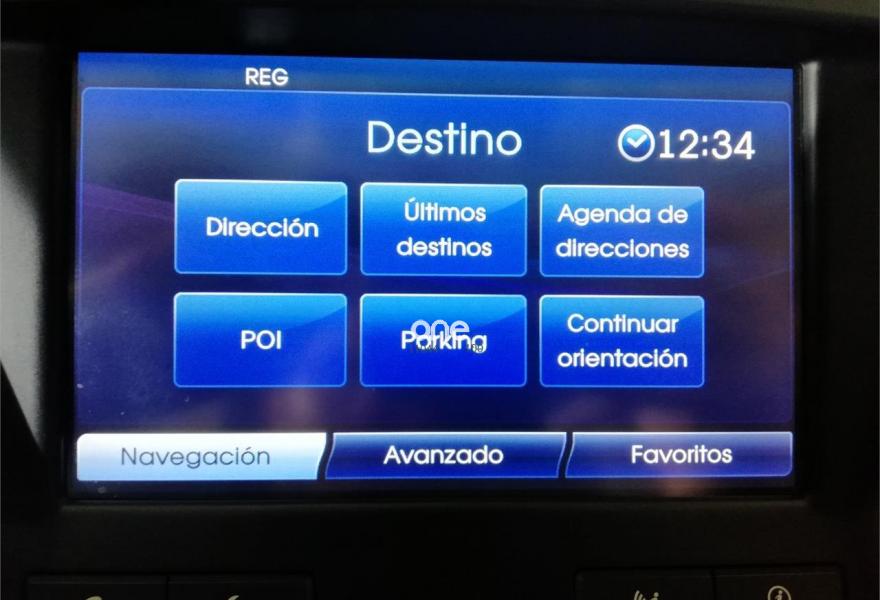 REG
Destino
12:34
Dirección
Últimos
destinos
Agenda de
direcciones
POI
Parking
one
Continuar
orientación
Navegación
Avanzado
Favoritos